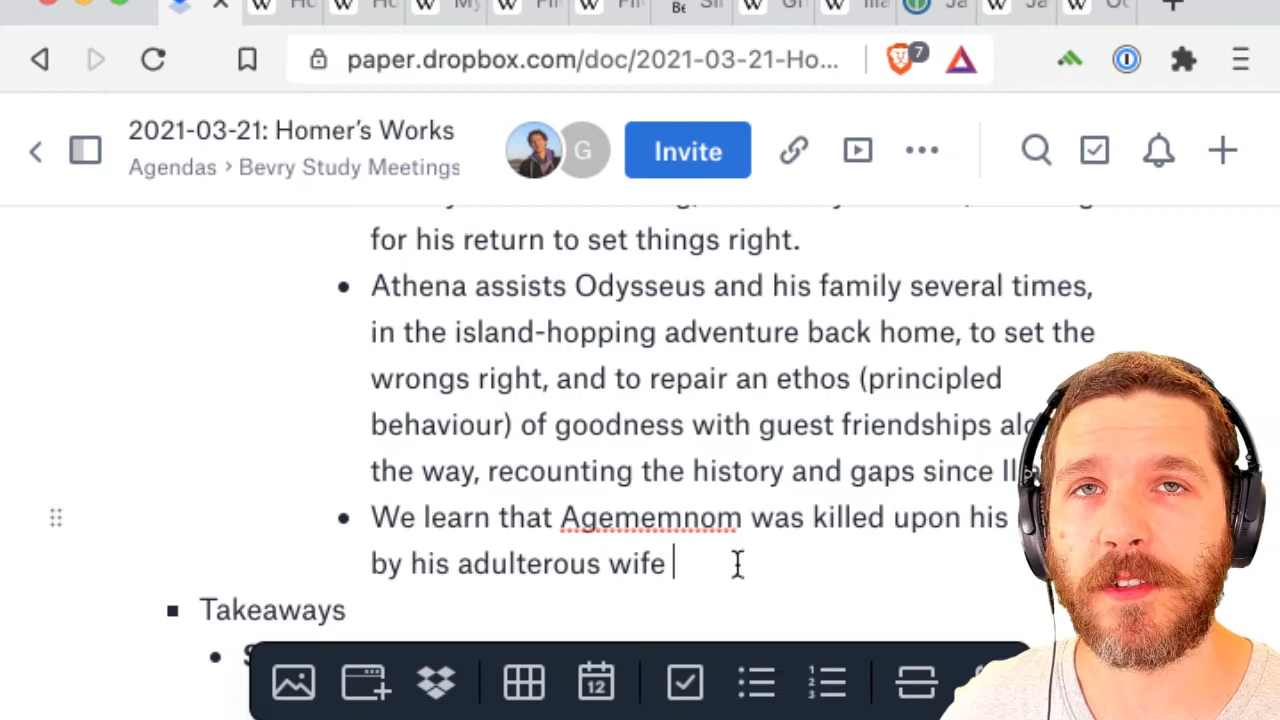 paper.dropbox.com/doc/2021-03-21-Ho...
7
2021-03-21: Homer's Works
Agendas > Bevry Study Meetings
G
Invite
for his return to set things right.
Athena assists Odysseus and his family several times,
in the island-hopping adventure back home, to set the
wrongs right, and to repair an ethos (principled
behaviour) of goodness with guest friendships
the way, recounting the history and gaps since
We learn that Agememnom was killed upon his
by his adulterous wife
Takeaways
12